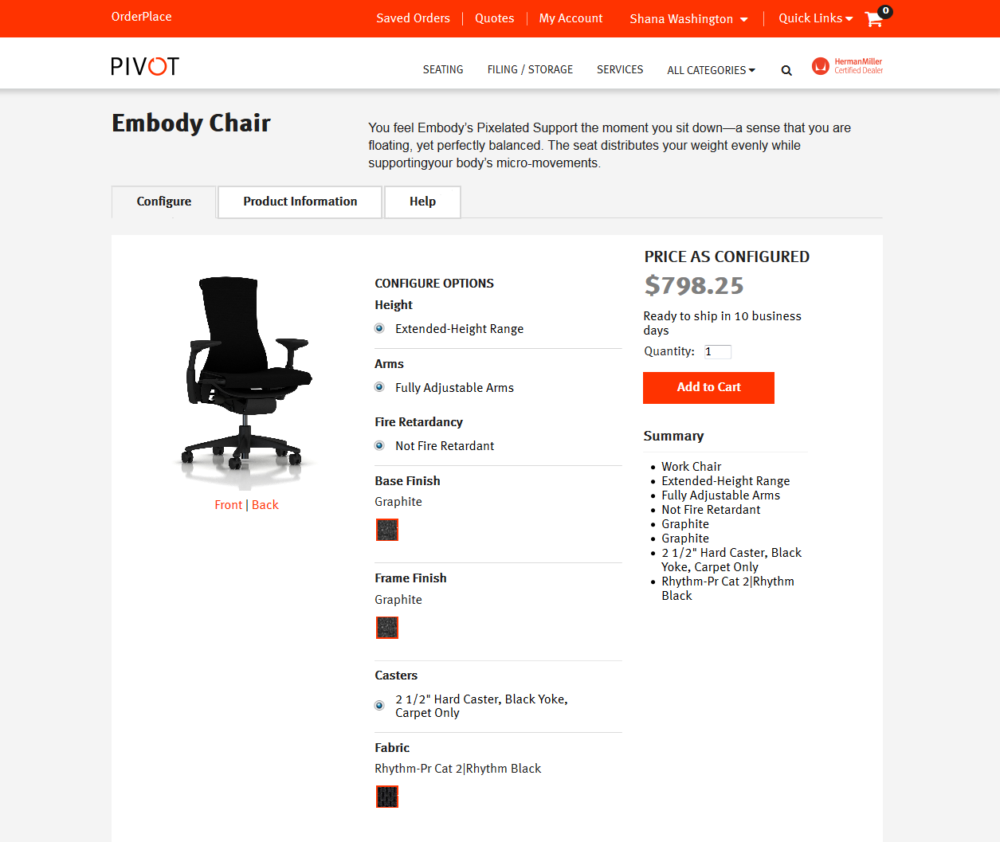 OrderPlace
Saved Orders | Quotes | My Account Shana Washington | Quick Links 0
PIVOT
SEATING FILING / STORAGE SERVICES ALL CATEGORIES
HermanMiller
Certified Dealer
Embody Chair
You feel Embody’s Pixelated Support the moment you sit down—a sense that you are
floating, yet perfectly balanced. The seat distributes your weight evenly while
supportingyour body’s micro-movements.
Configure Product Information Help
Front | Back
CONFIGURE OPTIONS
Height
Extended-Height Range
Arms
Fully Adjustable Arms
Fire Retardancy
Not Fire Retardant
Base Finish
Graphite
Frame Finish
Graphite
Casters
2 1/2" Hard Caster, Black Yoke,
Carpet Only
Fabric
Rhythm-Pr Cat 2|Rhythm Black
PRICE AS CONFIGURED
$798.25
Ready to ship in 10 business
days
Quantity: 1
Add to Cart
Summary
• Work Chair
• Extended-Height Range
• Fully Adjustable Arms
• Not Fire Retardant
• Graphite
• Graphite
• 2 1/2" Hard Caster, Black
Yoke, Carpet Only
• Rhythm-Pr Cat 2|Rhythm
Black